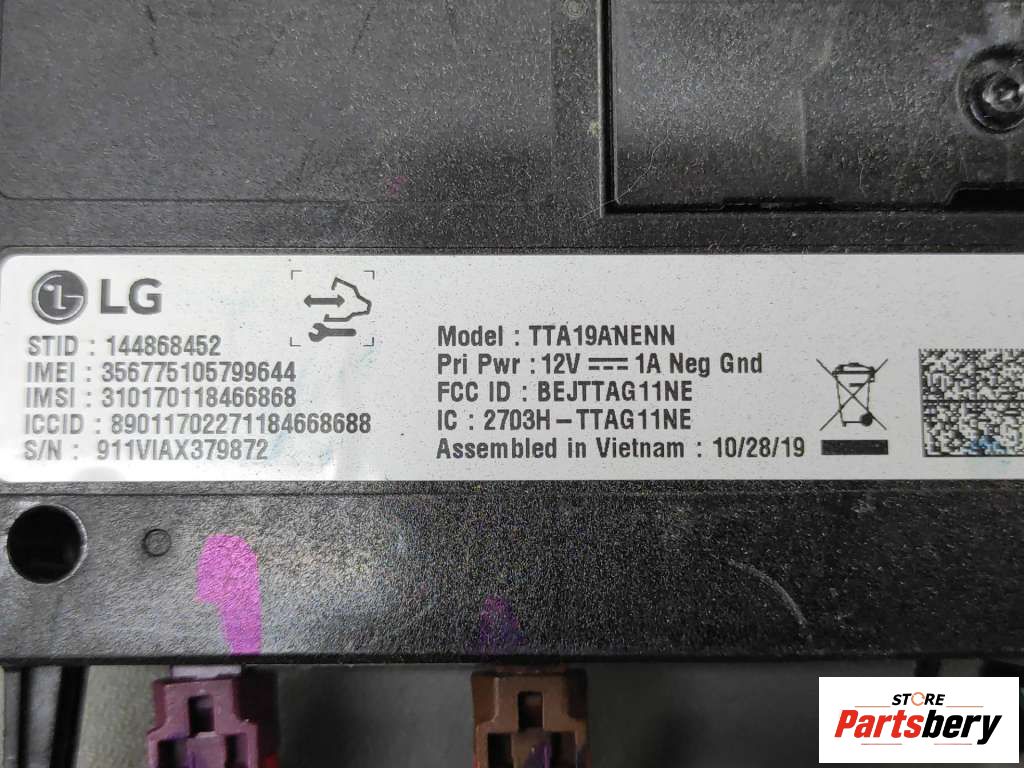 LG
STID : 144868452
IMEI : 356775105799644
IMSI : 310170118466868
ICCID : 89011702271184668688
S/N : 911VIAX379872
Model : TTA19ANENN
Pri Pwr : 12V ⎓ 1A Neg Gnd
FCC ID : BEJTTAG11NE
IC : 2703H-TTAG11NE
Assembled in Vietnam : 10/28/19
STORE
Partsbery